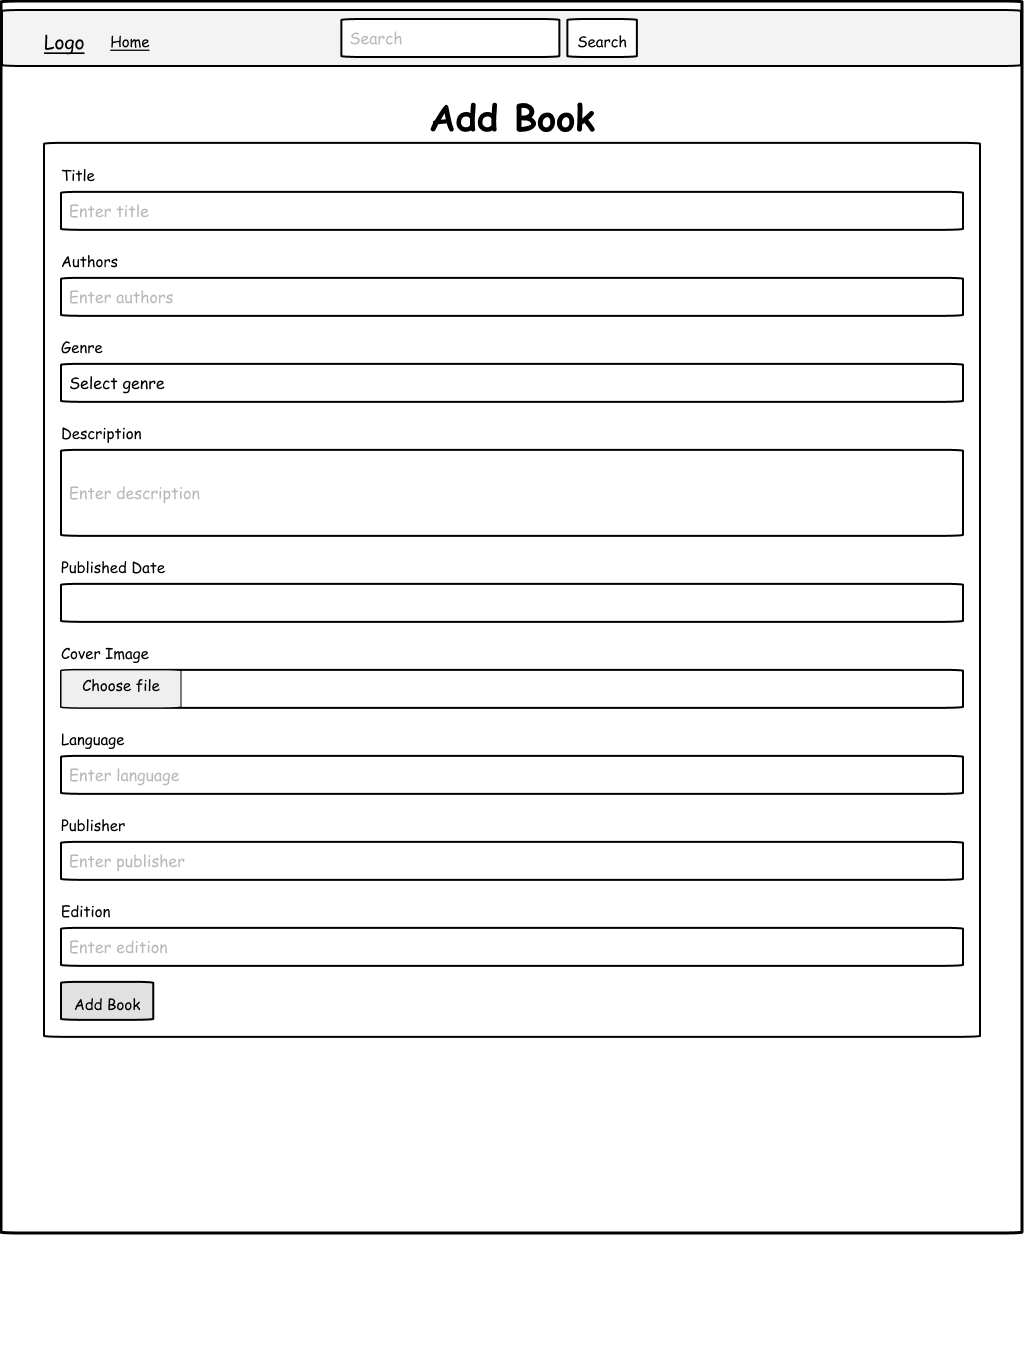 Logo Home Search Search
Add Book
Title
Enter title
Authors
Enter authors
Genre
Select genre
Description
Enter description
Published Date
Cover Image
Choose file
Language
Enter language
Publisher
Enter publisher
Edition
Enter edition
Add Book